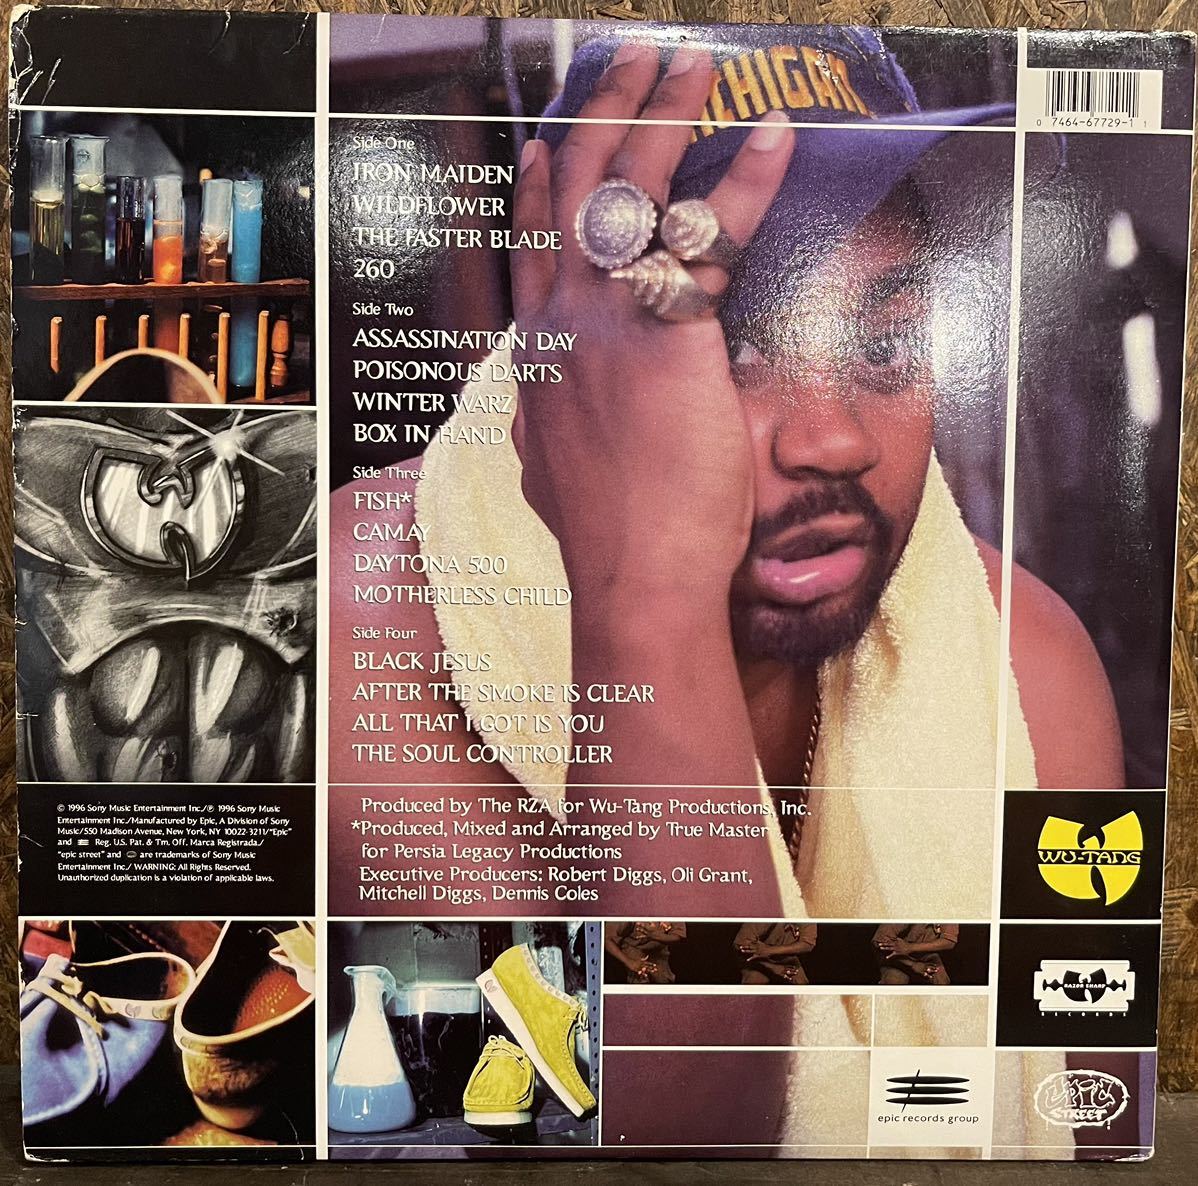 MICHIGAN
0 7464-67729-1 1
Side One
IRON MAIDEN
WILDFLOWER
THE FASTER BLADE
260
Side Two
ASSASSINATION DAY
POISONOUS DARTS
WINTER WARZ
BOX IN HAND
Side Three
FISH*
CAMAY
DAYTONA 500
MOTHERLESS CHILD
Side Four
BLACK JESUS
AFTER THE SMOKE IS CLEAR
ALL THAT I GOT IS YOU
THE SOUL CONTROLLER
© 1996 Sony Music Entertainment Inc./℗ 1996 Sony Music
Entertainment Inc./Manufactured by Epic, A Division of Sony
Music/550 Madison Avenue, New York, NY 10022-3211/"Epic"
and Reg. U.S. Pat. & Tm. Off. Marca Registrada./
"epic street" and are trademarks of Sony Music
Entertainment Inc./ WARNING: All Rights Reserved.
Unauthorized duplication is a violation of applicable laws.
Produced by The RZA for Wu-Tang Productions, Inc.
*Produced, Mixed and Arranged by True Master
for Persia Legacy Productions
Executive Producers: Robert Diggs, Oli Grant,
Mitchell Diggs, Dennis Coles
WU-TANG
RAZOR SHARP
RECORDS
epic records group
EPIC
STREET